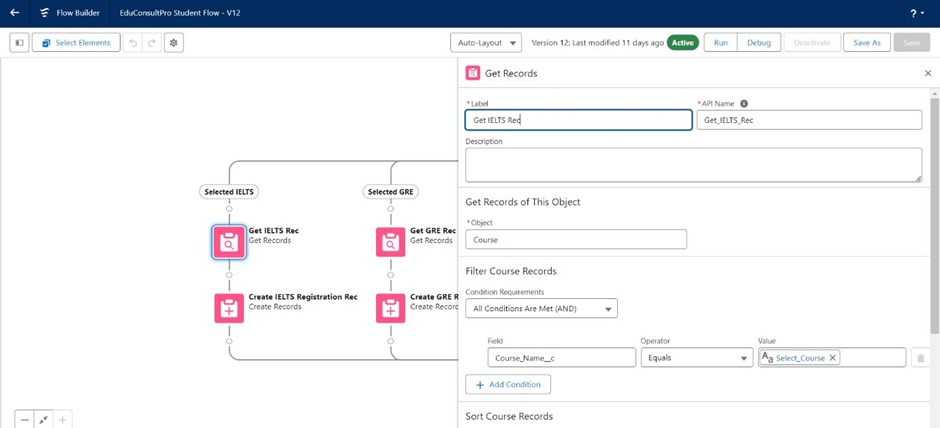 Flow Builder
EduConsultPro Student Flow - V12
?
Select Elements
Auto-Layout
Version 12: Last modified 11 days ago
Active
Run
Debug
Deactivate
Save As
Save
Selected IELTS
Selected GRE
Get IELTS Rec
Get Records
Get GRE Rec
Get Records
Create IELTS Registration Rec
Create Records
Create GRE R
Create Record
Get Records
* Label
* API Name
Get IELTS Rec
Get_IELTS_Rec
Description
Get Records of This Object
* Object
Course
Filter Course Records
Condition Requirements
All Conditions Are Met (AND)
Field
Operator
Value
Course_Name__c
Equals
Aa Select_Course
+ Add Condition
Sort Course Records